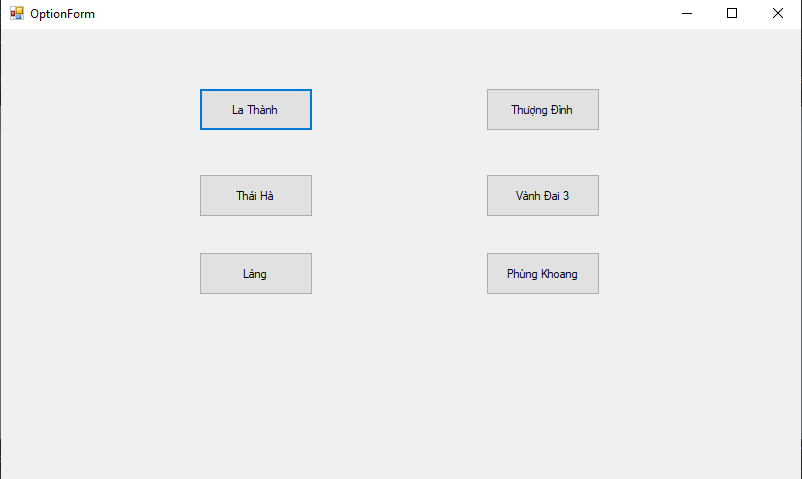 OptionForm
La Thành
Thượng Đình
Thái Hà
Vành Đai 3
Láng
Phùng Khoang